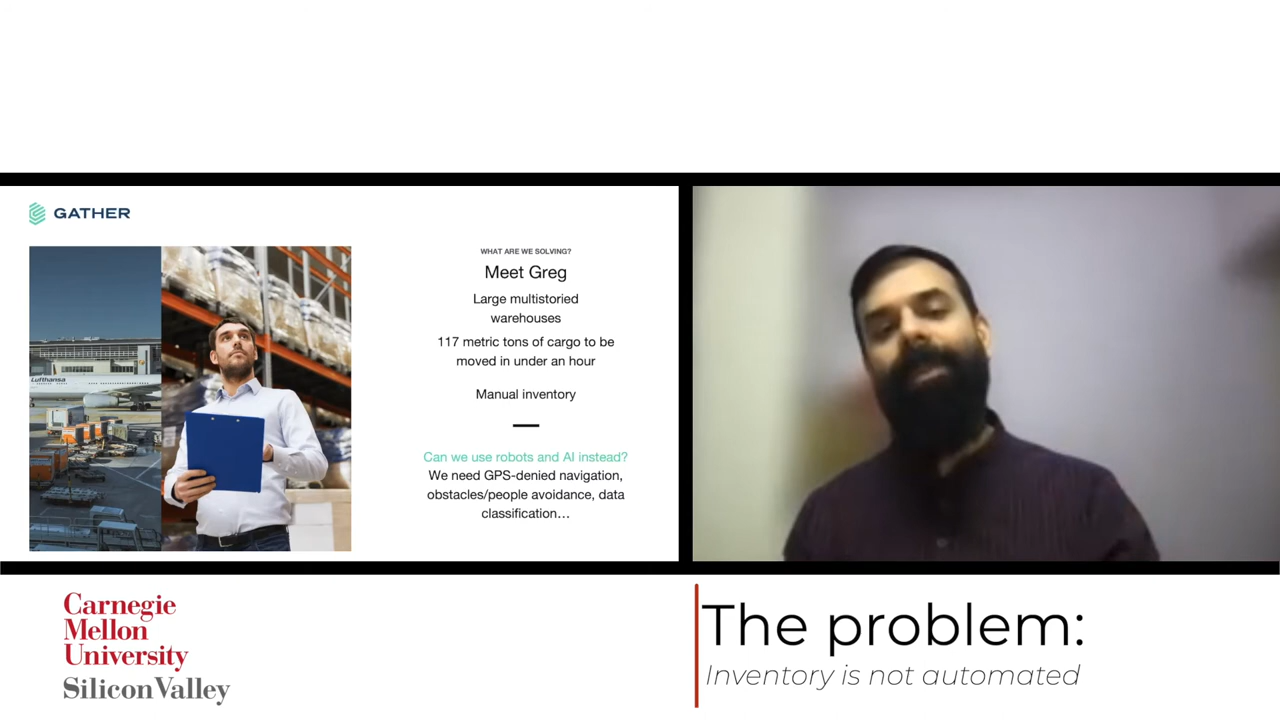 GATHER
Lufthansa
WHAT ARE WE SOLVING?
Meet Greg
Large multistoried
warehouses
117 metric tons of cargo to be
moved in under an hour
Manual inventory
Can we use robots and AI instead?
We need GPS-denied navigation,
obstacles/people avoidance, data
classification…
Carnegie
Mellon
University
Silicon Valley
The problem:
Inventory is not automated